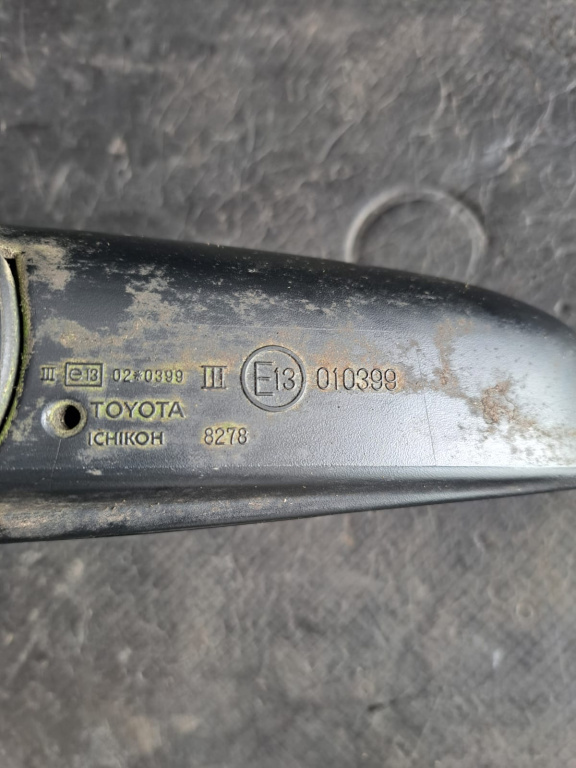 III e13 02*0399 III E13 010399
TOYOTA
ICHIKOH 8278